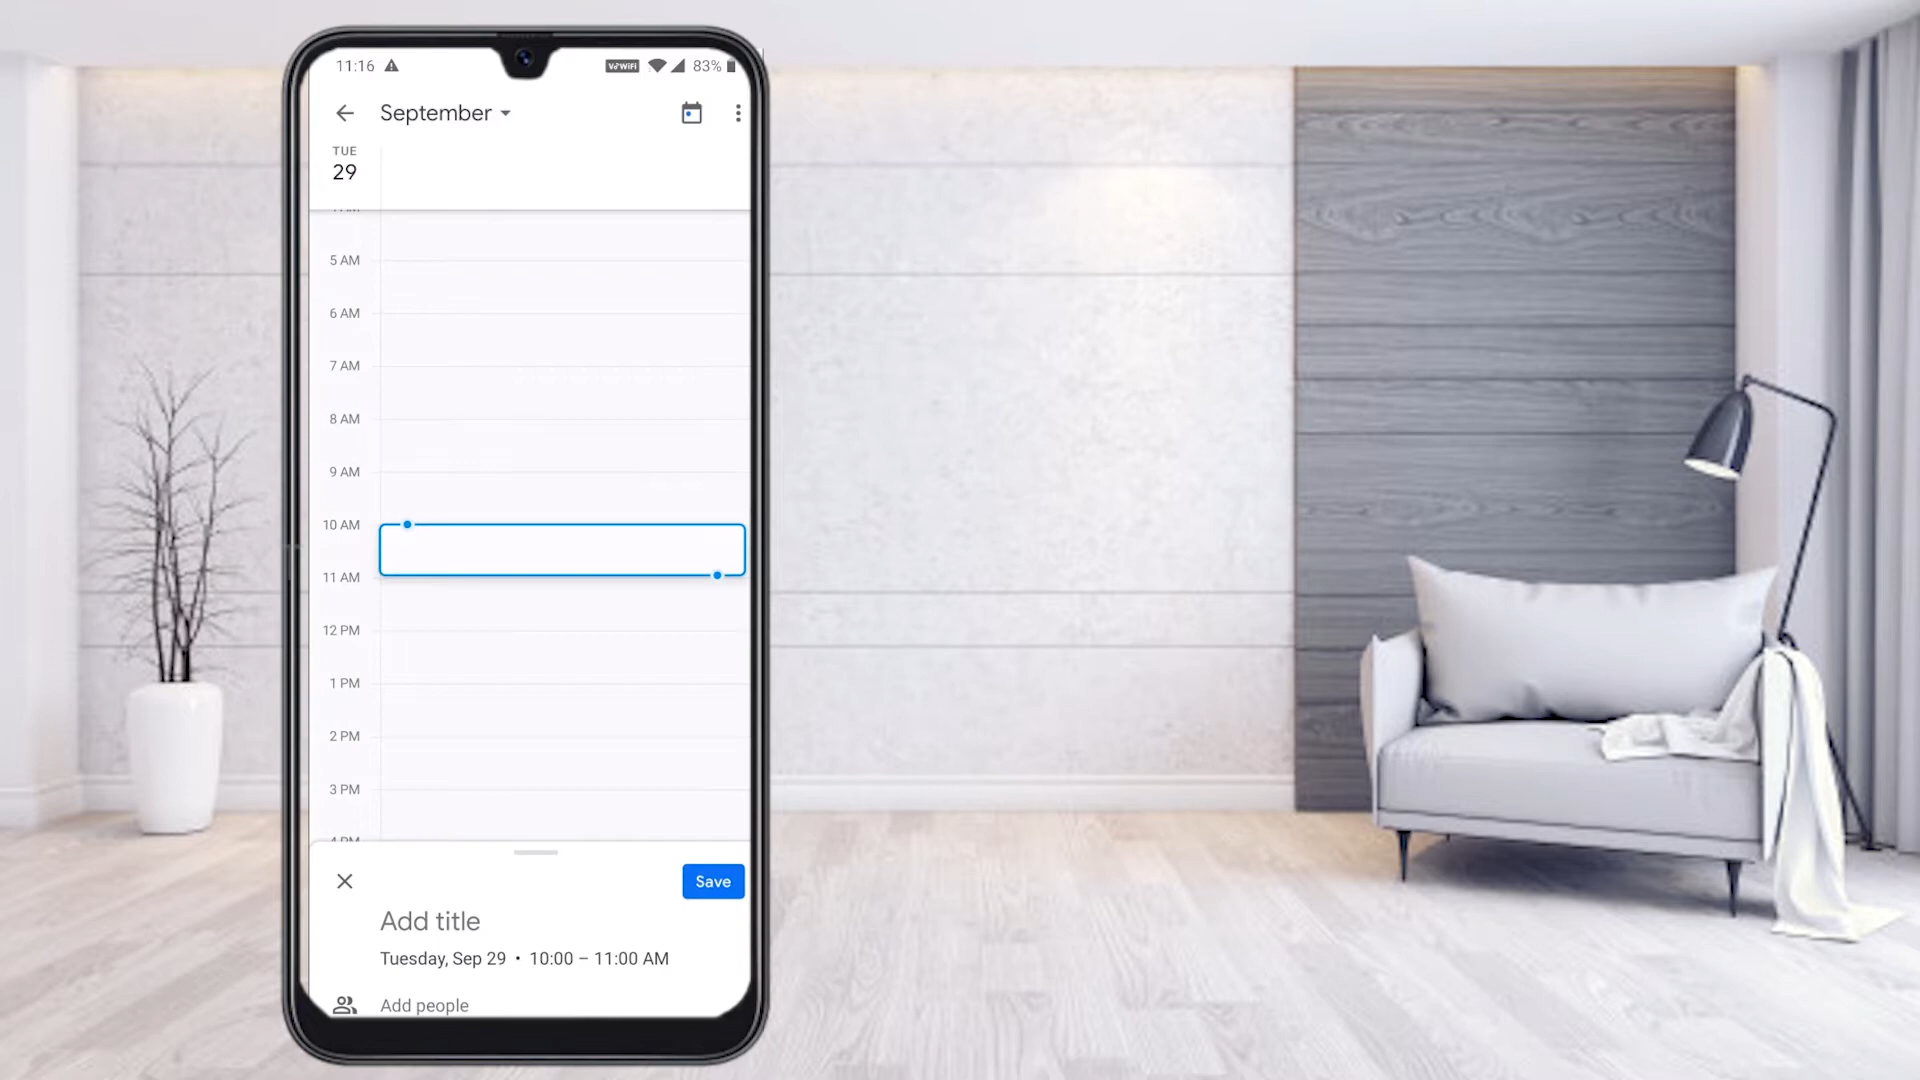 11:16 VoWiFi 83%
September
TUE
29
5 AM
6 AM
7 AM
8 AM
9 AM
10 AM
11 AM
12 PM
1 PM
2 PM
3 PM
4 PM
Save
Add title
Tuesday, Sep 29 • 10:00 – 11:00 AM
Add people